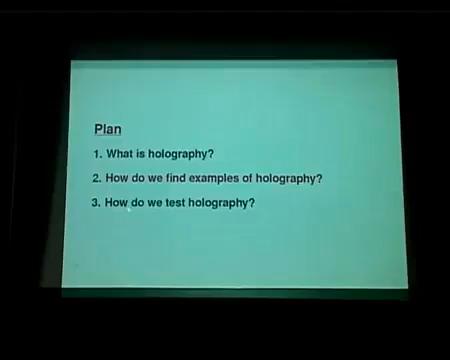 Plan
1. What is holography?
2. How do we find examples of holography?
3. How do we test holography?